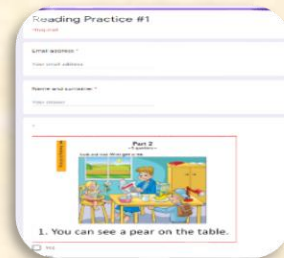 Reading Practice #1
*Required
Email address *
Your email address
Name and surname *
Your answer
*
Part 2
1. You can see a pear on the table.
Yes